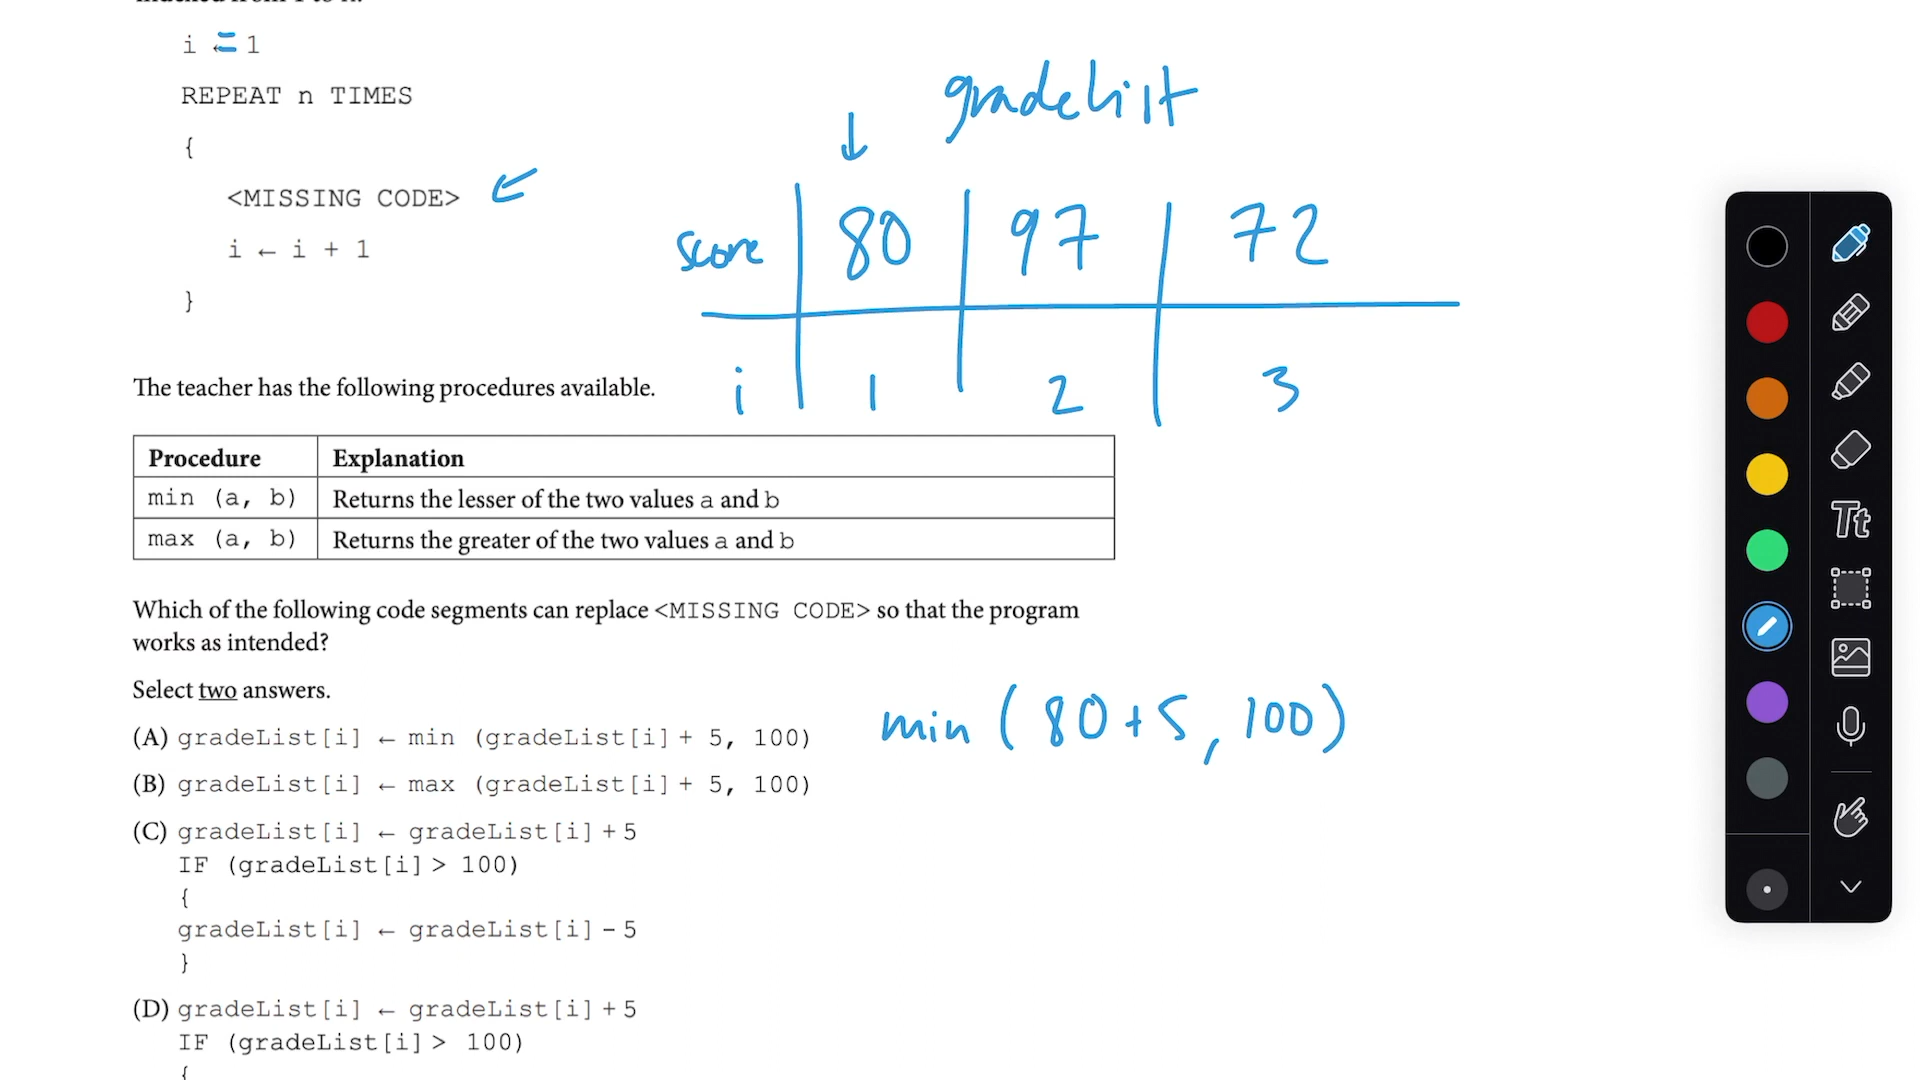 i ← = 1
gradeList
REPEAT n TIMES
{
<MISSING CODE>
score 80 97 72
i ← i + 1
}
The teacher has the following procedures available.
i 1 2 3
Procedure Explanation
min (a, b) Returns the lesser of the two values a and b
max (a, b) Returns the greater of the two values a and b
Which of the following code segments can replace <MISSING CODE> so that the program
works as intended?
Select two answers.
(A) gradeList[i] ← min (gradeList[i] + 5, 100)
min (80+5, 100)
(B) gradeList[i] ← max (gradeList[i] + 5, 100)
(C) gradeList[i] ← gradeList[i] + 5
IF (gradeList[i] > 100)
{
gradeList[i] ← gradeList[i] - 5
}
(D) gradeList[i] ← gradeList[i] + 5
IF (gradeList[i] > 100)
{
Tt